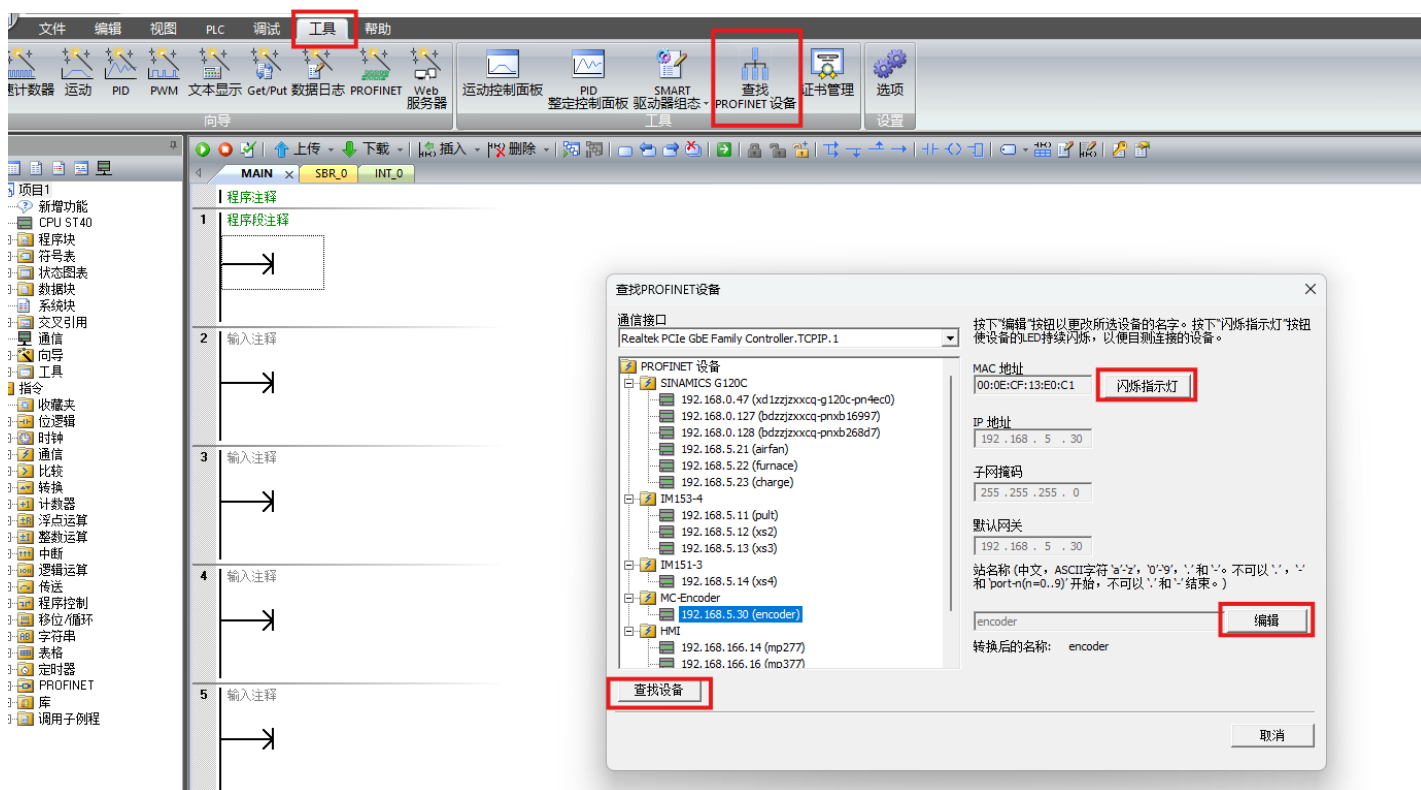 文件 编辑 视图 PLC 调试 工具 帮助
速计数器 运动 PID PWM 文本显示 Get/Put 数据日志 PROFINET Web 服务器 运动控制面板 PID 整定控制面板 SMART 驱动器组态 查找 PROFINET 设备 证书管理 选项
向导 工具 设置
上传 下载 插入 删除
MAIN SBR_0 INT_0
项目1
新增功能
CPU ST40
程序块
符号表
状态图表
数据块
系统块
交叉引用
通信
向导
工具
指令
收藏夹
位逻辑
时钟
通信
比较
转换
计数器
浮点运算
整数运算
中断
逻辑运算
传送
程序控制
移位/循环
字符串
表格
定时器
PROFINET
库
调用子例程
程序注释
1 程序段注释
2 输入注释
3 输入注释
4 输入注释
5 输入注释
查找PROFINET设备
通信接口
Realtek PCIe GbE Family Controller.TCPIP.1
PROFINET 设备
SINAMICS G120C
192.168.0.47 (xd1zzjzxxcq-g120c-pn4ec0)
192.168.0.127 (bdzzjzxxcq-pnxb16997)
192.168.0.128 (bdzzjzxxcq-pnxb268d7)
192.168.5.21 (airfan)
192.168.5.22 (furnace)
192.168.5.23 (charge)
IM153-4
192.168.5.11 (pult)
192.168.5.12 (xs2)
192.168.5.13 (xs3)
IM151-3
192.168.5.14 (xs4)
MC-Encoder
192.168.5.30 (encoder)
HMI
192.168.166.14 (mp277)
192.168.166.16 (mp377)
查找设备
按下"编辑"按钮以更改所选设备的名字。按下"闪烁指示灯"按钮
使设备的LED持续闪烁，以便目测连接的设备。
MAC 地址
00:0E:CF:13:E0:C1 闪烁指示灯
IP 地址
192 . 168 . 5 . 30
子网掩码
255 . 255 . 255 . 0
默认网关
192 . 168 . 5 . 30
站名称 (中文，ASCII字符 'a'-'z'，'0'-'9'，'.'和 '-'。不可以 '.'，'-'
和 'port-n(n=0..9)' 开始，不可以 '.' 和 '-' 结束。)
encoder 编辑
转换后的名称: encoder
取消